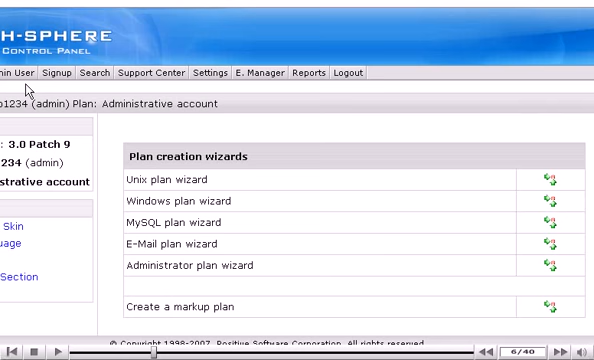 H-SPHERE
CONTROL PANEL
min User Signup Search Support Center Settings E. Manager Reports Logout
1234 (admin) Plan: Administrative account
: 3.0 Patch 9
234 (admin)
strative account
Skin
uage
Section
Plan creation wizards
Unix plan wizard
Windows plan wizard
MySQL plan wizard
E-Mail plan wizard
Administrator plan wizard
Create a markup plan
© Copyright 1998-2007. Positive Software Corporation. All rights reserved.
6/40